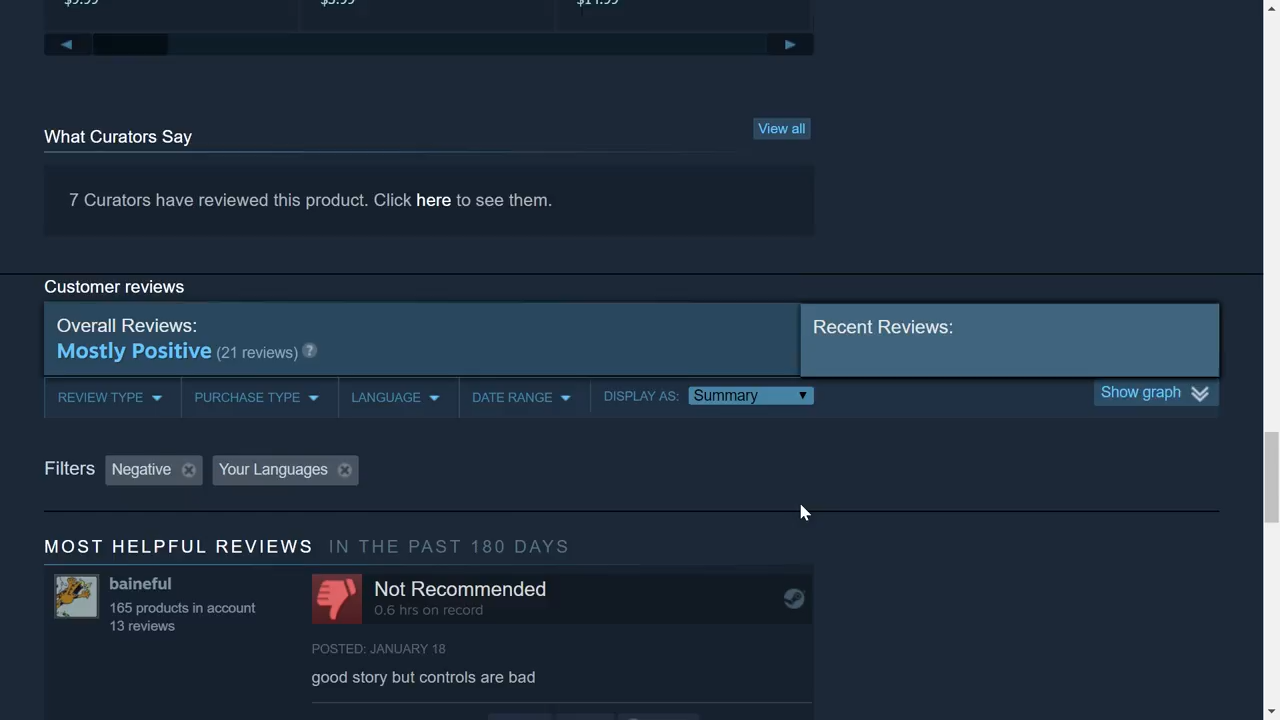 What Curators Say
View all
7 Curators have reviewed this product. Click here to see them.
Customer reviews
Overall Reviews:
Mostly Positive (21 reviews) ?
Recent Reviews:
REVIEW TYPE
PURCHASE TYPE
LANGUAGE
DATE RANGE
DISPLAY AS:
Summary
Show graph
Filters
Negative
Your Languages
MOST HELPFUL REVIEWS IN THE PAST 180 DAYS
baineful
165 products in account
13 reviews
Not Recommended
0.6 hrs on record
POSTED: JANUARY 18
good story but controls are bad